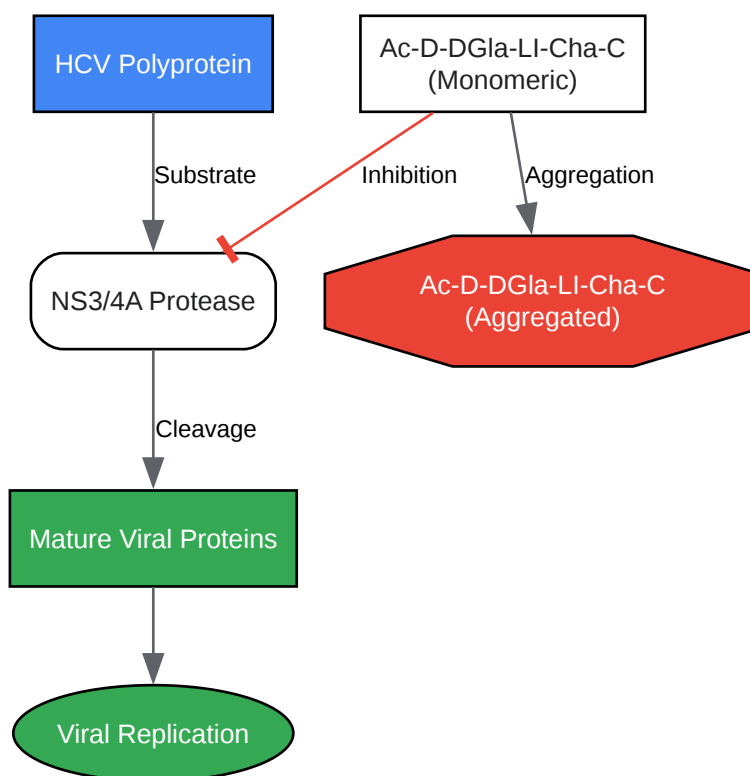 HCV Polyprotein
Ac-D-DGla-LI-Cha-C
(Monomeric)
Substrate
Inhibition
Aggregation
NS3/4A Protease
Ac-D-DGla-LI-Cha-C
(Aggregated)
Cleavage
Mature Viral Proteins
Viral Replication